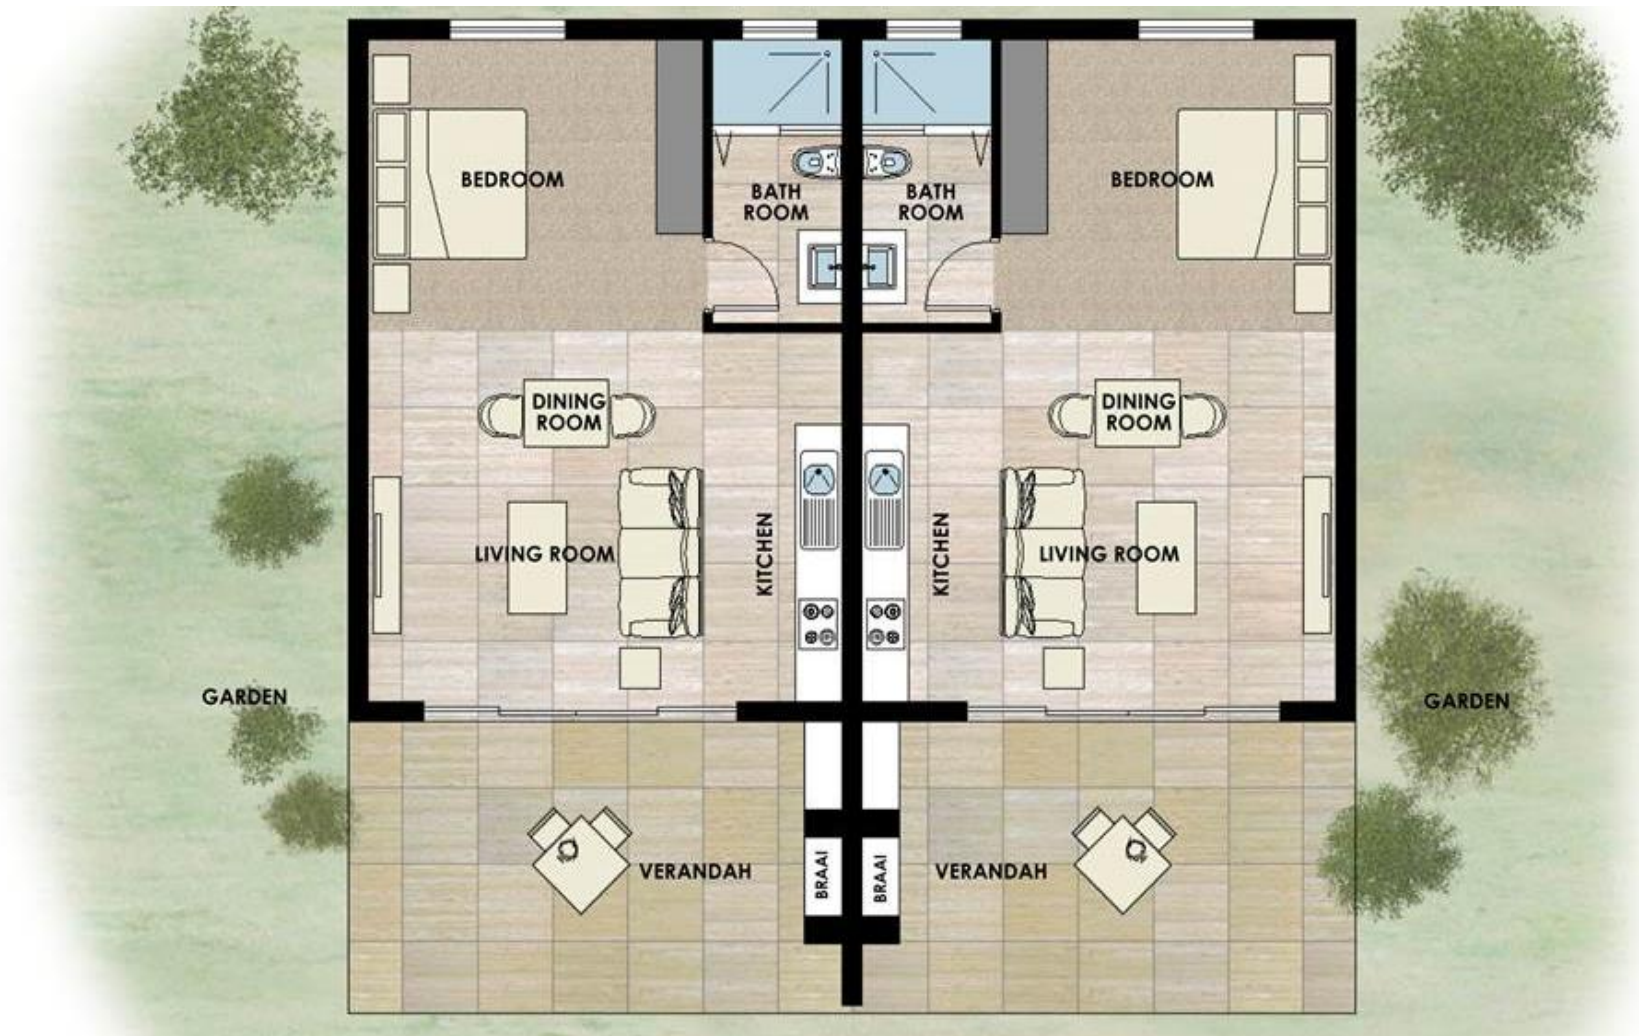 BEDROOM
BATH
ROOM
BATH
ROOM
BEDROOM
DINING
ROOM
DINING
ROOM
LIVING ROOM
KITCHEN
KITCHEN
LIVING ROOM
GARDEN
GARDEN
VERANDAH
BRAAI
BRAAI
VERANDAH